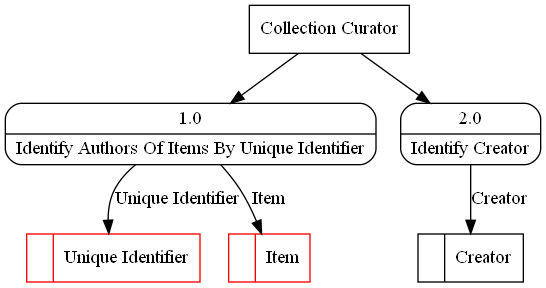 Collection Curator
1.0
Identify Authors Of Items By Unique Identifier
2.0
Identify Creator
Unique Identifier
Item
Creator
Unique Identifier
Item
Creator